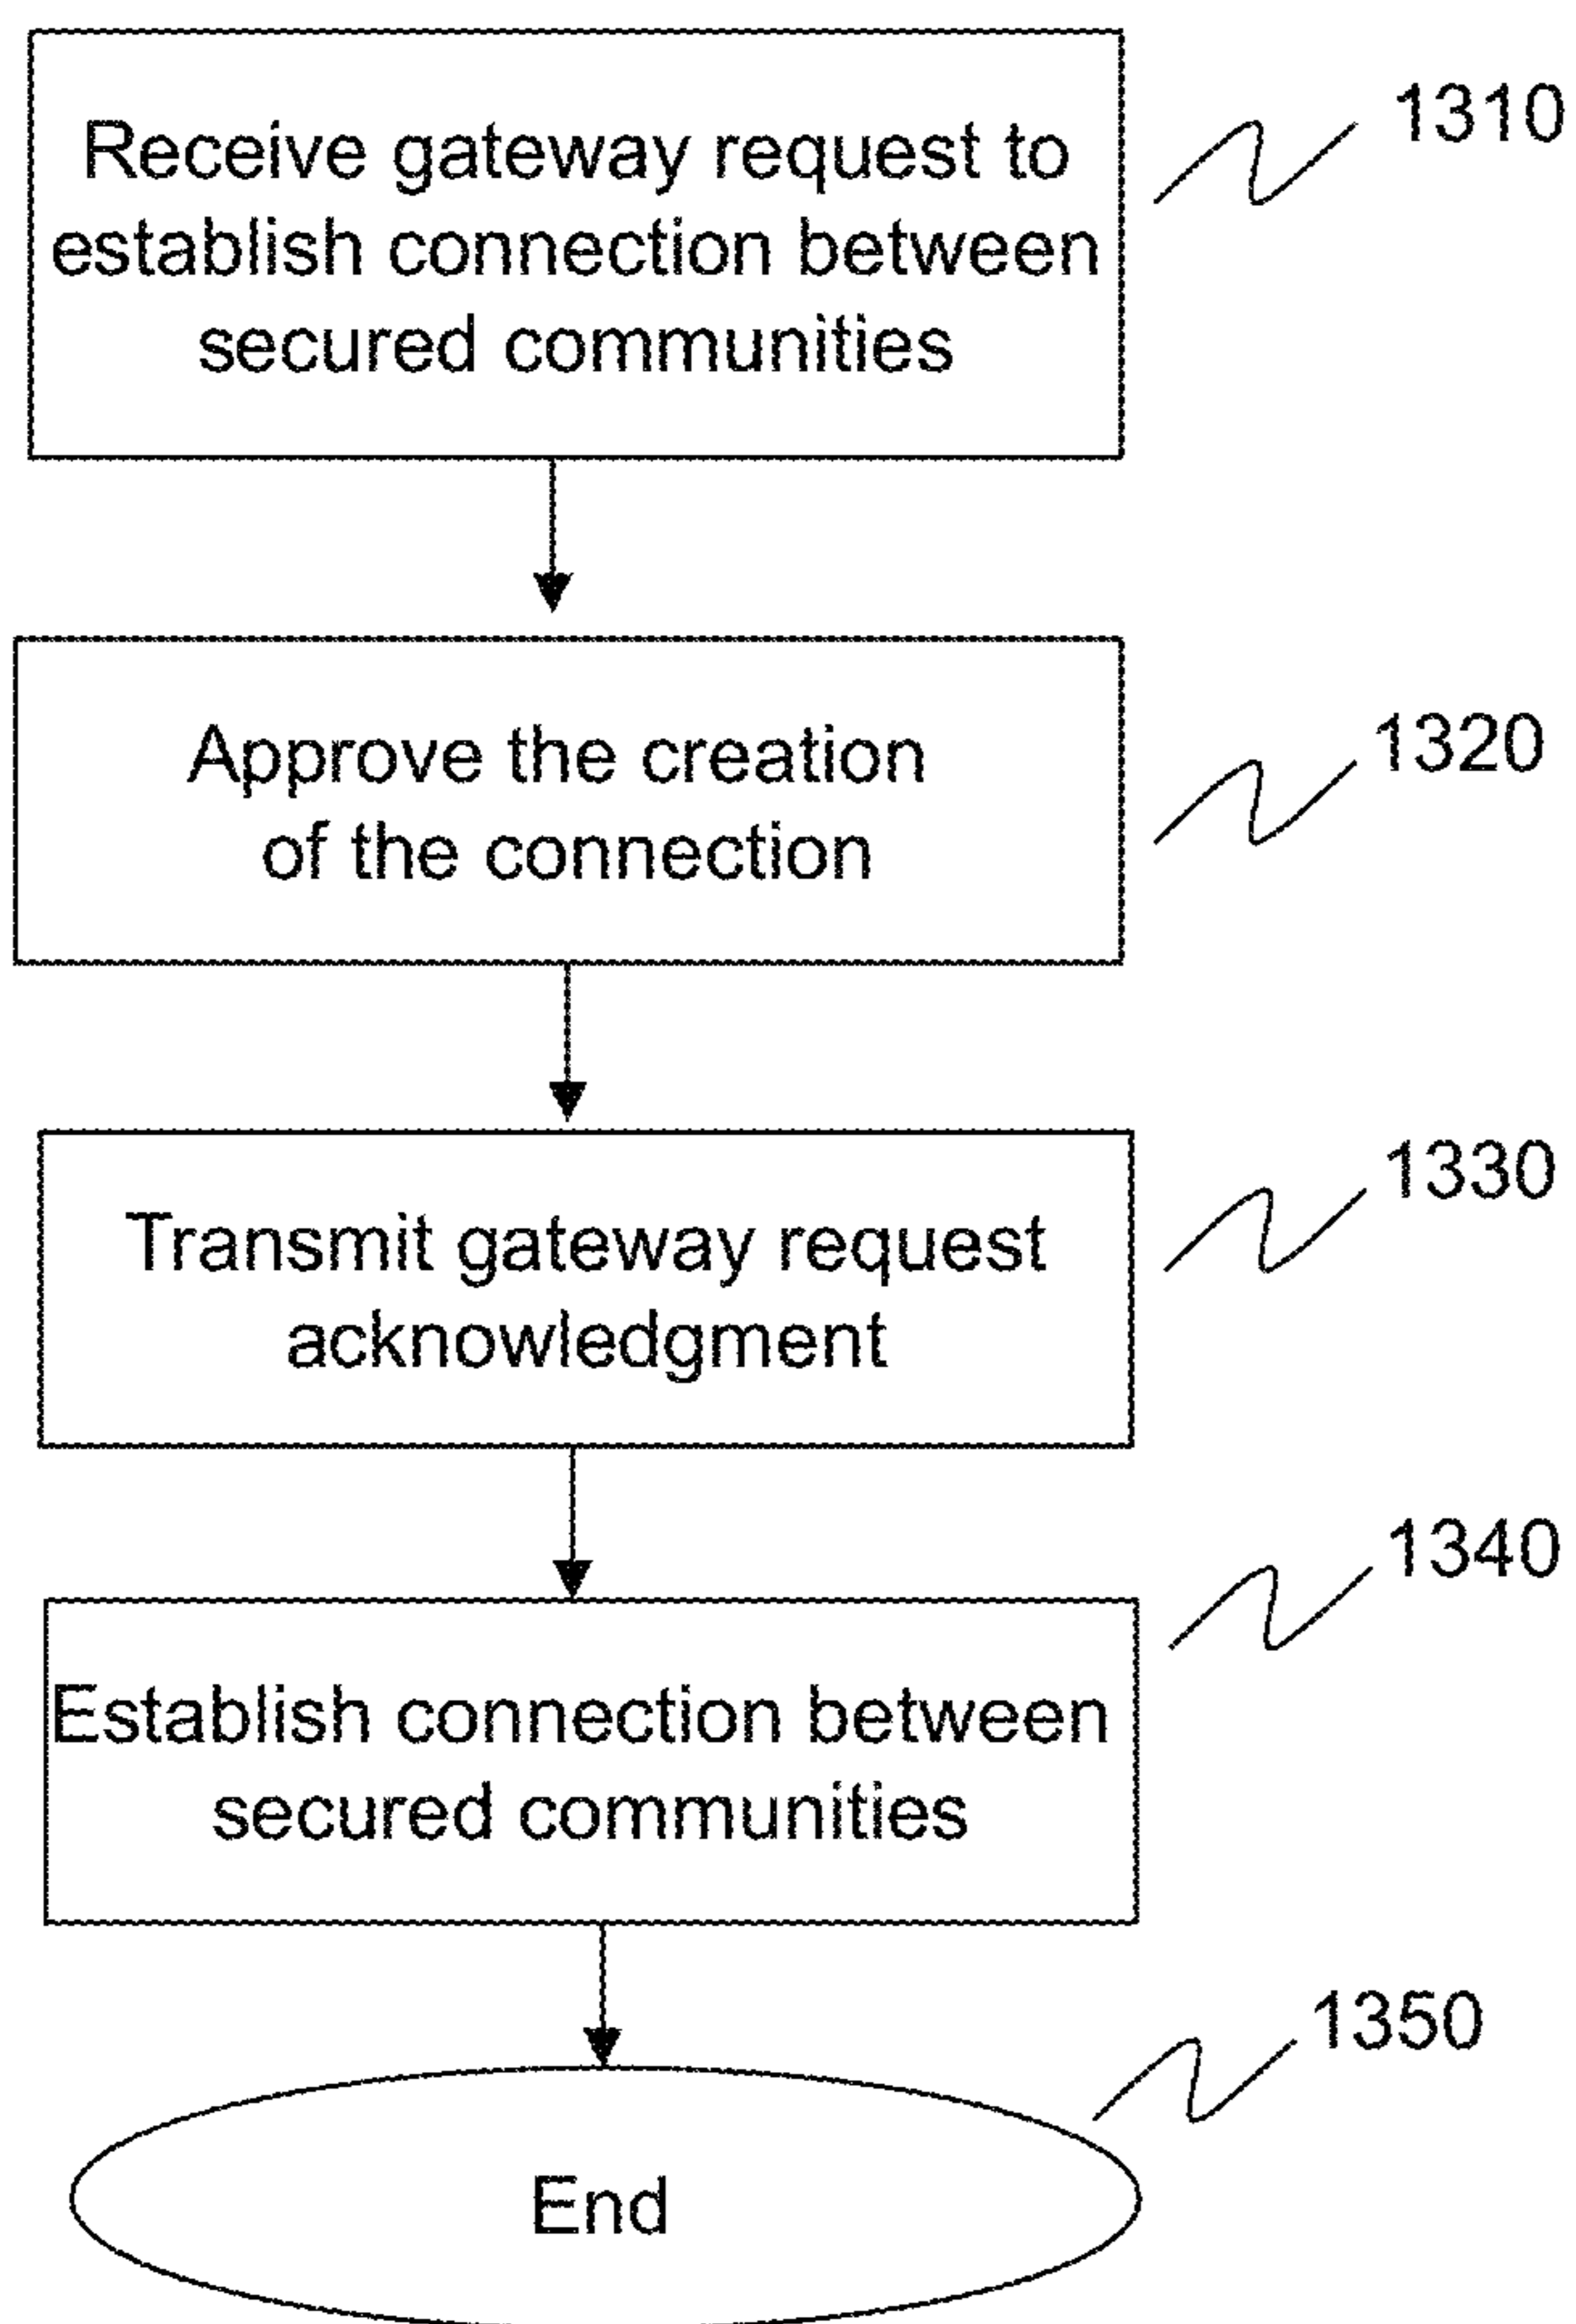 Receive gateway request to
establish connection between
secured communities
1310
Approve the creation
of the connection
1320
Transmit gateway request
acknowledgment
1330
Establish connection between
secured communities
1340
End
1350